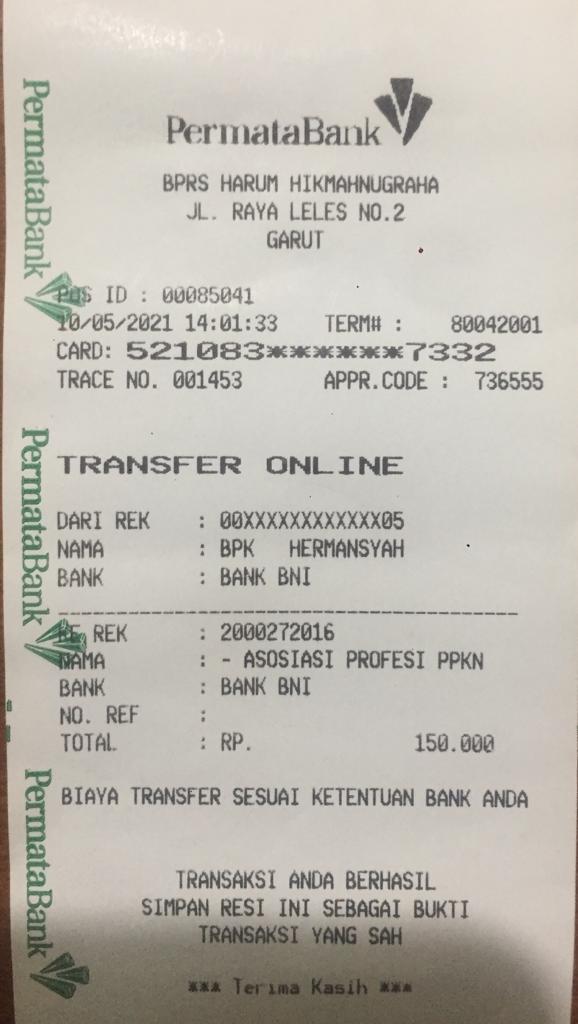 PermataBank
BPRS HARUM HIKMAHNUGRAHA
JL. RAYA LELES NO.2
GARUT
POS ID : 00085041
10/05/2021 14:01:33 TERM# : 80042001
CARD: 521083******7332
TRACE NO. 001453 APPR.CODE : 736555
TRANSFER ONLINE
DARI REK : 00XXXXXXXXXXXX05
NAMA : BPK HERMANSYAH
BANK : BANK BNI
KE REK : 2000272016
NAMA : - ASOSIASI PROFESI PPKN
BANK : BANK BNI
NO. REF :
TOTAL : RP. 150.000
BIAYA TRANSFER SESUAI KETENTUAN BANK ANDA
TRANSAKSI ANDA BERHASIL
SIMPAN RESI INI SEBAGAI BUKTI
TRANSAKSI YANG SAH
*** Terima Kasih ***
PermataBank
PermataBank
PermataBank